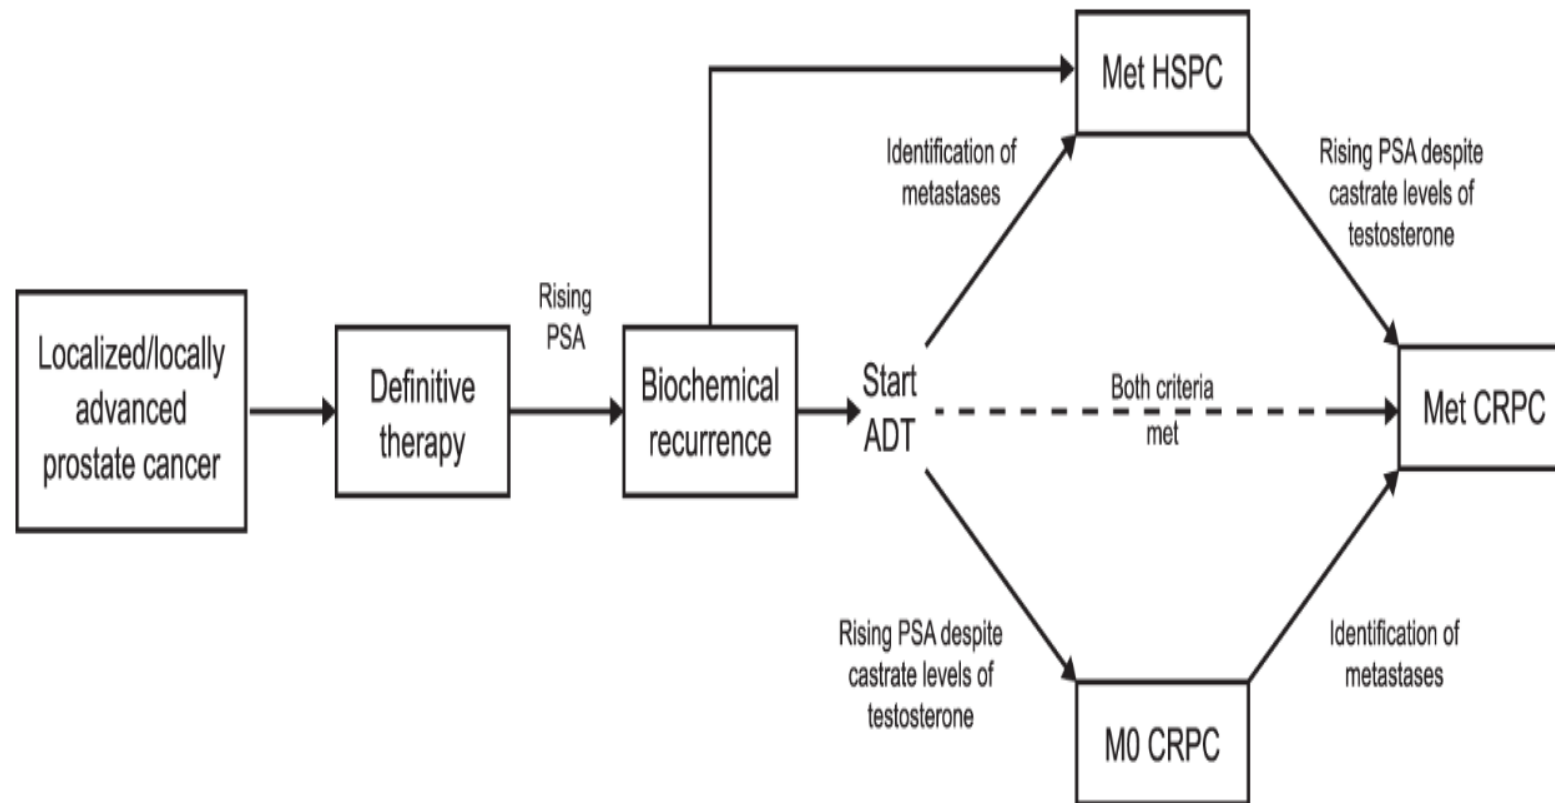 Met HSPC
Identification of
metastases
Rising PSA despite
castrate levels of
testosterone
Rising
PSA
Localized/locally
advanced
prostate cancer
Definitive
therapy
Biochemical
recurrence
Start
ADT
Both criteria
met
Met CRPC
Rising PSA despite
castrate levels of
testosterone
Identification of
metastases
M0 CRPC